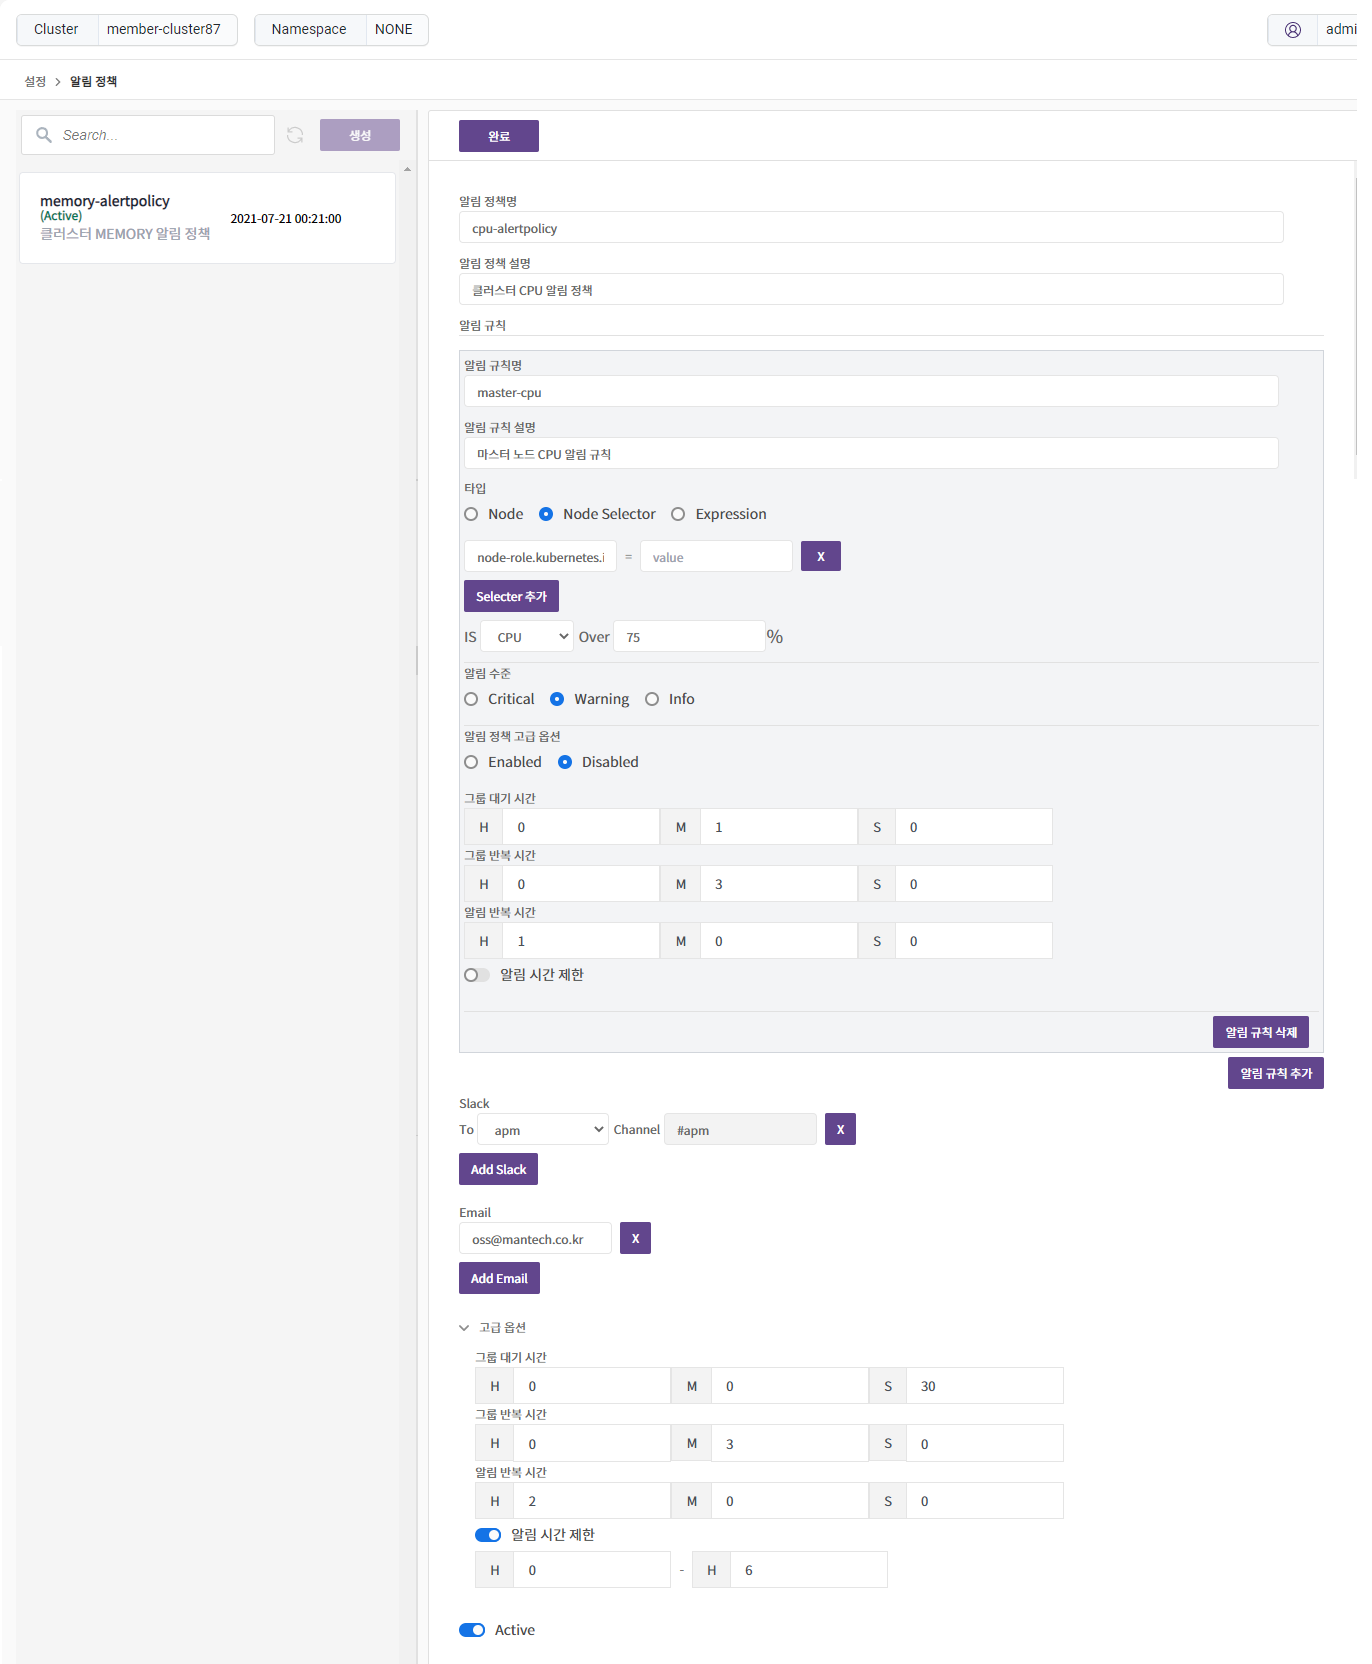 Cluster member-cluster87 Namespace NONE
설정 > 알림 정책
Search...
생성
완료
memory-alertpolicy
(Active)
2021-07-21 00:21:00
클러스터 MEMORY 알림 정책
알림 정책명
cpu-alertpolicy
알림 정책 설명
클러스터 CPU 알림 정책
알림 규칙
알림 규칙명
master-cpu
알림 규칙 설명
마스터 노드 CPU 알림 규칙
타입
Node Node Selector Expression
node-role.kubernetes.i = value X
Selecter 추가
IS CPU Over 75 %
알림 수준
Critical Warning Info
알림 정책 고급 옵션
Enabled Disabled
그룹 대기 시간
H 0 M 1 S 0
그룹 반복 시간
H 0 M 3 S 0
알림 반복 시간
H 1 M 0 S 0
알림 시간 제한
알림 규칙 삭제
알림 규칙 추가
Slack
To apm Channel #apm X
Add Slack
Email
oss@mantech.co.kr X
Add Email
고급 옵션
그룹 대기 시간
H 0 M 0 S 30
그룹 반복 시간
H 0 M 3 S 0
알림 반복 시간
H 2 M 0 S 0
알림 시간 제한
H 0 - H 6
Active